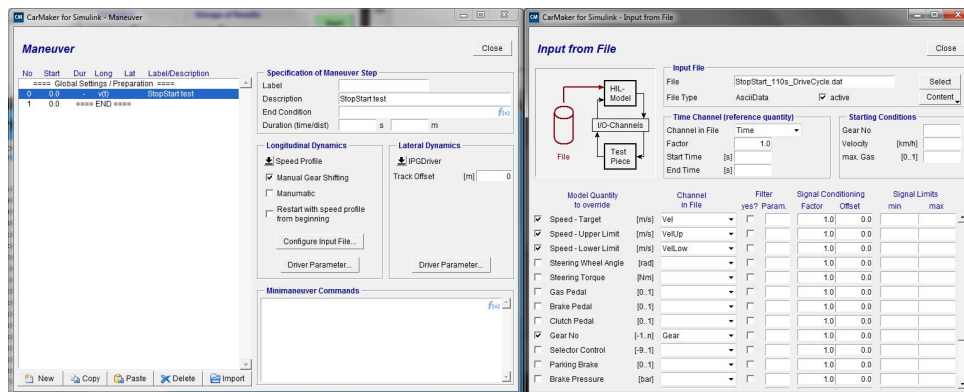 CarMaker for Simulink - Maneuver
Maneuver
Close
No Start Dur Long Lat Label/Description
==== Global Settings / Preparation ====
0 0.0 - v(t) StopStart test
1 0.0 ==== END ====
New Copy Paste Delete Import
Specification of Maneuver Step
Label
Description StopStart test
End Condition f(x)
Duration (time/dist) s m
Longitudinal Dynamics
Speed Profile
Manual Gear Shifting
Manumatic
Restart with speed profile
from beginning
Configure Input File...
Driver Parameter...
Lateral Dynamics
IPGDriver
Track Offset [m] 0
Driver Parameter...
Minimaneuver Commands
f(x)
CarMaker for Simulink - Input from File
Input from File
Close
HIL-
Model
I/O-Channels
Test
Piece
File
Input File
File StopStart_110s_DriveCycle.dat Select
File Type AsciiData active Content
Time Channel (reference quantity)
Channel in File Time
Factor 1.0
Start Time [s]
End Time [s]
Starting Conditions
Gear No
Velocity [km/h]
max. Gas [0..1]
Model Quantity Channel Filter Signal Conditioning Signal Limits
to override in File yes? Param. Factor Offset min max
Speed - Target [m/s] Vel 1.0 0.0
Speed - Upper Limit [m/s] VelUp 1.0 0.0
Speed - Lower Limit [m/s] VelLow 1.0 0.0
Steering Wheel Angle [rad] 1.0 0.0
Steering Torque [Nm] 1.0 0.0
Gas Pedal [0..1] 1.0 0.0
Brake Pedal [0..1] 1.0 0.0
Clutch Pedal [0..1] 1.0 0.0
Gear No [-1..n] Gear 1.0 0.0
Selector Control [-9..1] 1.0 0.0
Parking Brake [0..1] 1.0 0.0
Brake Pressure [bar] 1.0 0.0